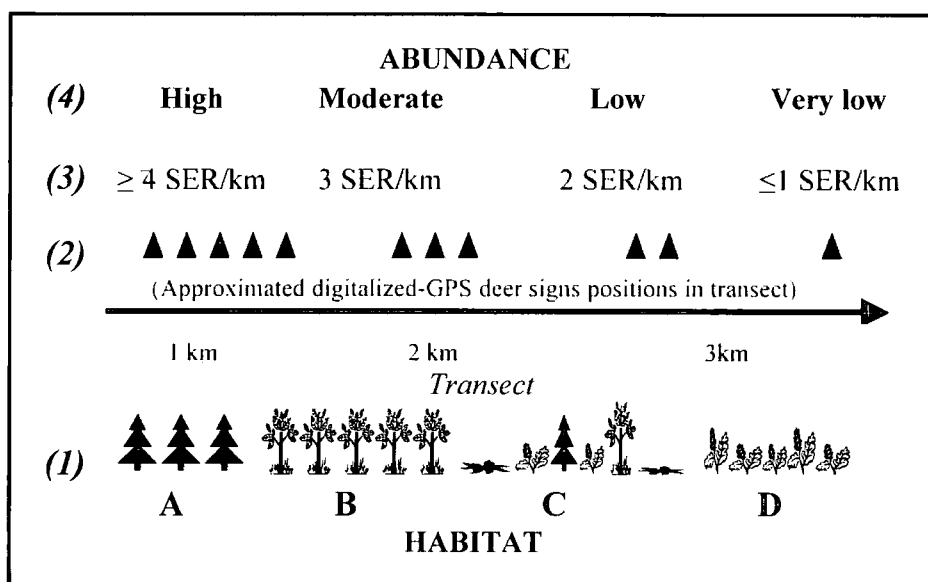 ABUNDANCE
(4) High Moderate Low Very low
(3) ≥ 4 SER/km 3 SER/km 2 SER/km ≤1 SER/km
(2)
(Approximated digitalized-GPS deer signs positions in transect)
1 km 2 km 3km
Transect
(1)
A B C D
HABITAT